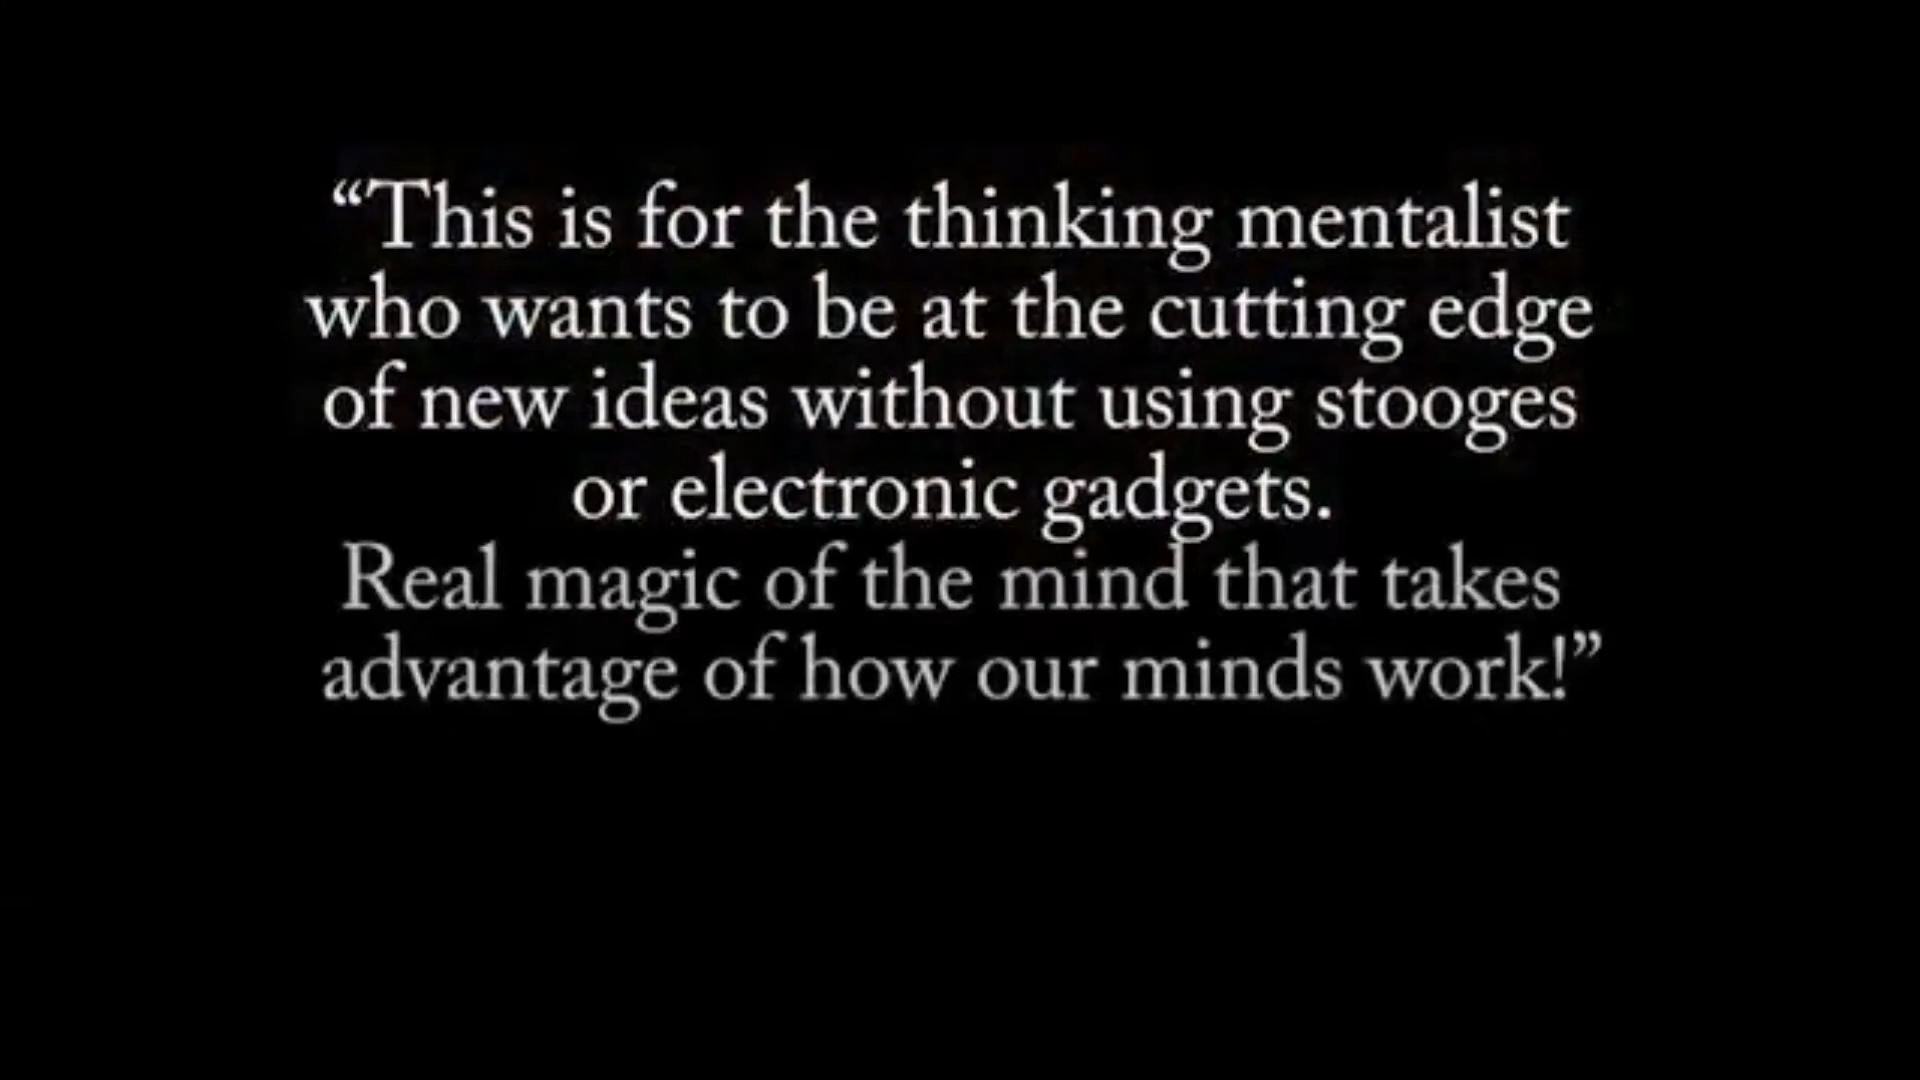 “This is for the thinking mentalist
who wants to be at the cutting edge
of new ideas without using stooges
or electronic gadgets.
Real magic of the mind that takes
advantage of how our minds work!”